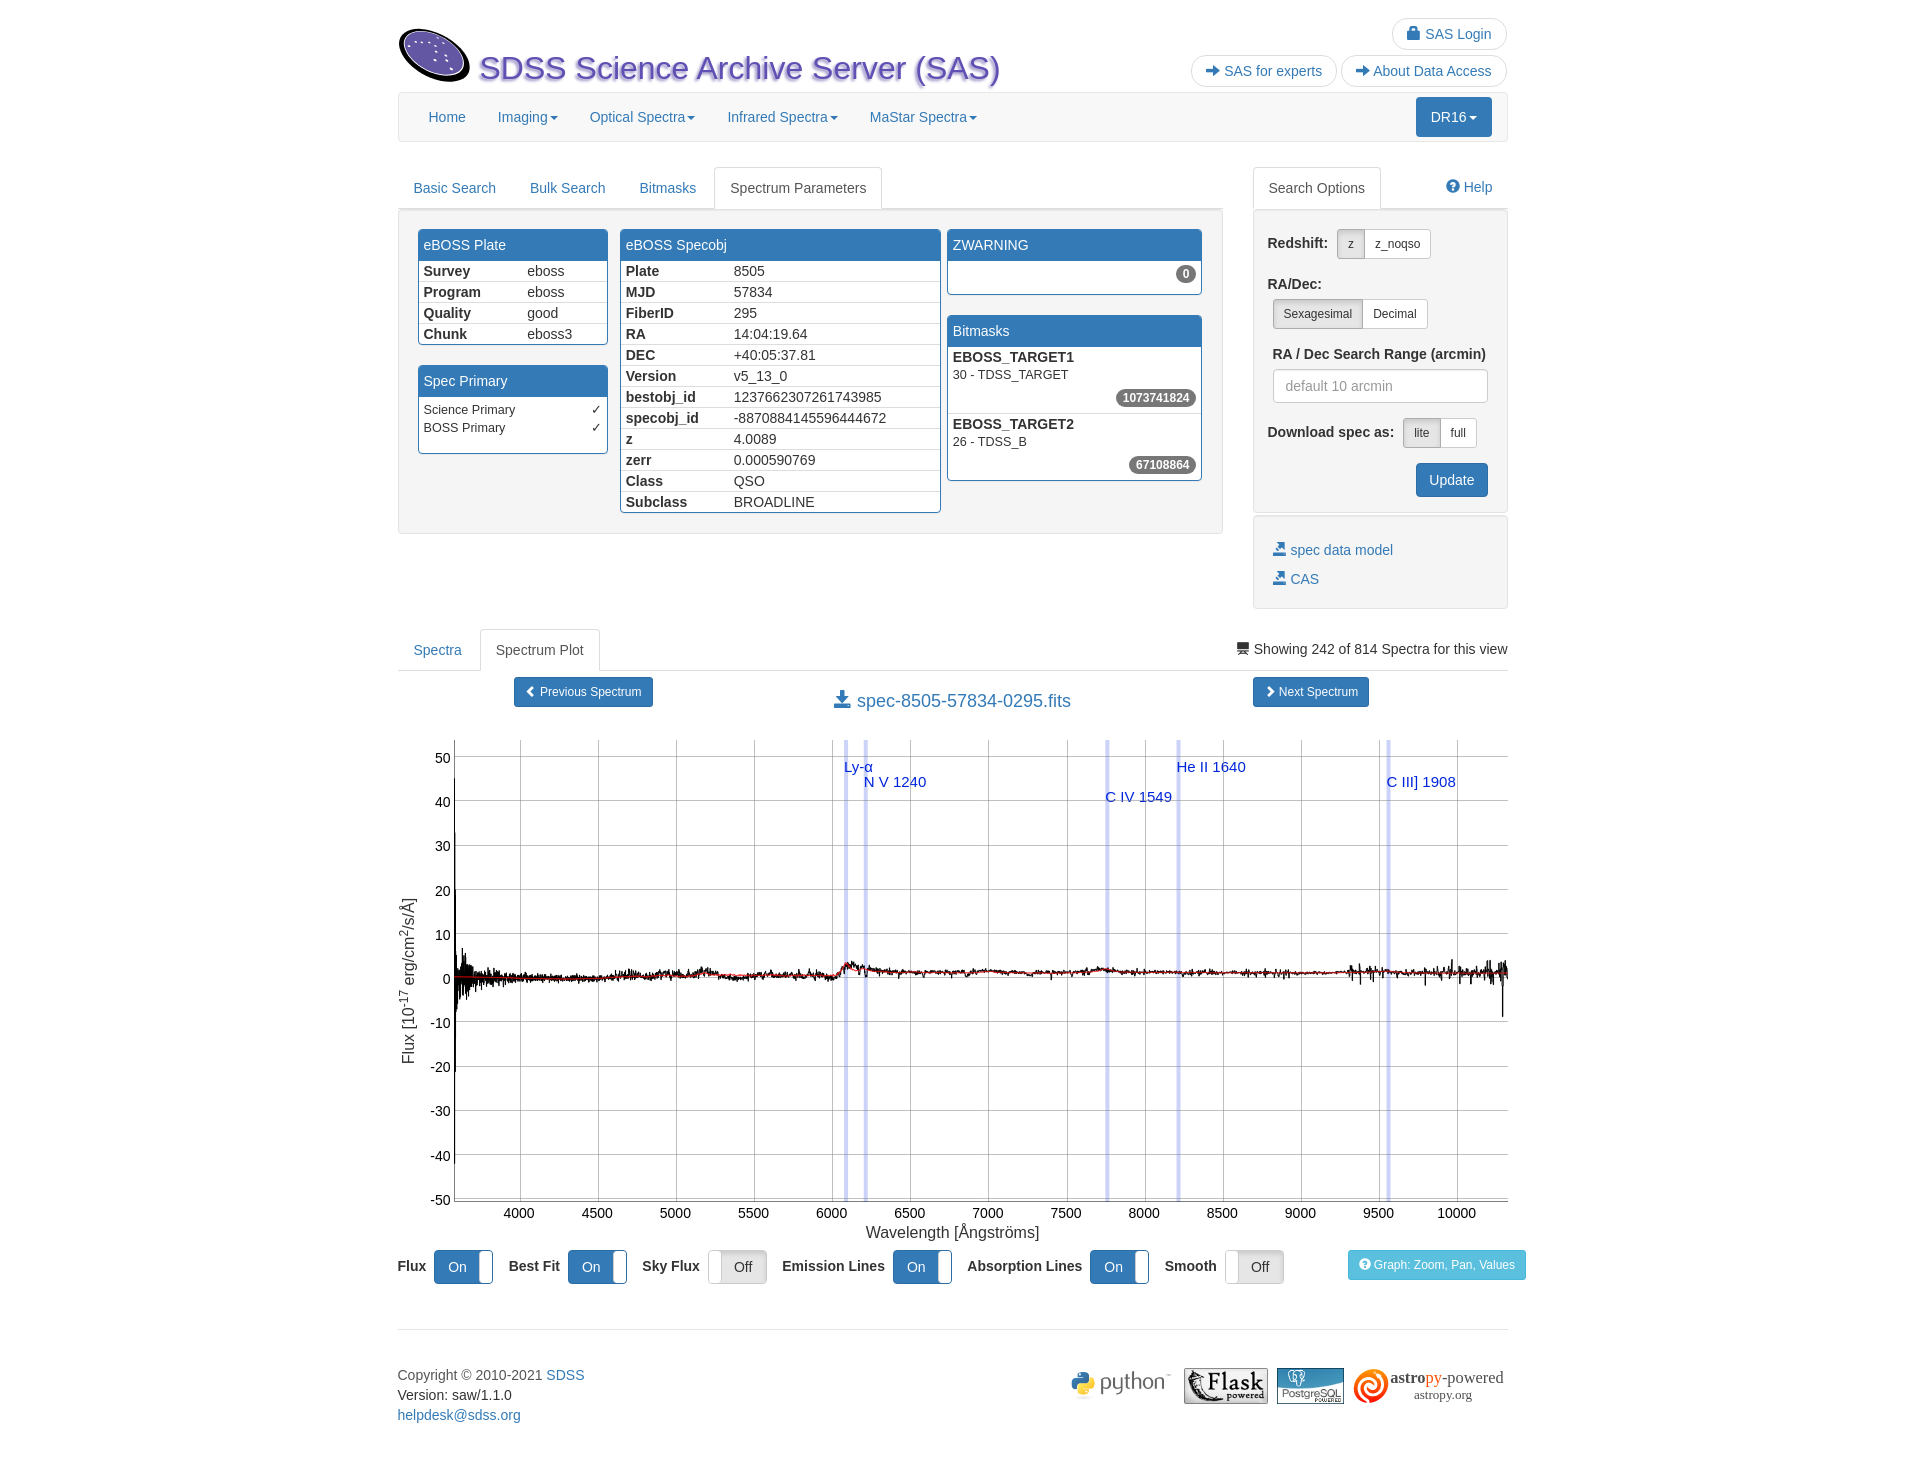 SAS Login
SDSS Science Archive Server (SAS)
SAS for experts
About Data Access
Home Imaging Optical Spectra Infrared Spectra MaStar Spectra DR16
Basic Search Bulk Search Bitmasks Spectrum Parameters
Search Options Help
eBOSS Plate
Survey eboss
Program eboss
Quality good
Chunk eboss3
Spec Primary
Science Primary ✓
BOSS Primary ✓
eBOSS Specobj
Plate 8505
MJD 57834
FiberID 295
RA 14:04:19.64
DEC +40:05:37.81
Version v5_13_0
bestobj_id 1237662307261743985
specobj_id -8870884145596444672
z 4.0089
zerr 0.000590769
Class QSO
Subclass BROADLINE
ZWARNING
0
Bitmasks
EBOSS_TARGET1
30 - TDSS_TARGET
1073741824
EBOSS_TARGET2
26 - TDSS_B
67108864
Redshift: z z_noqso
RA/Dec:
Sexagesimal Decimal
RA / Dec Search Range (arcmin)
default 10 arcmin
Download spec as: lite full
Update
spec data model
CAS
Spectra Spectrum Plot
Showing 242 of 814 Spectra for this view
Previous Spectrum
spec-8505-57834-0295.fits
Next Spectrum
Ly-α
N V 1240
C IV 1549
He II 1640
C III] 1908
50
40
30
20
10
0
-10
-20
-30
-40
-50
Flux [10-17 erg/cm2/s/Å]
4000 4500 5000 5500 6000 6500 7000 7500 8000 8500 9000 9500 10000
Wavelength [Ångströms]
Flux On Best Fit On Sky Flux Off Emission Lines On Absorption Lines On Smooth Off
Graph: Zoom, Pan, Values
Copyright © 2010-2021 SDSS
Version: saw/1.1.0
helpdesk@sdss.org
python
Flask
powered
PostgreSQL
POWERED
astropy-powered
astropy.org